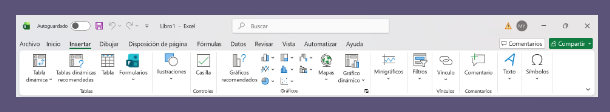 Autoguardado Libro1 - Excel Buscar
Archivo Inicio Insertar Dibujar Disposición de página Fórmulas Datos Revisar Vista Automatizar Ayuda Comentarios Compartir
Tabla dinámica Tablas dinámicas recomendadas Tabla Formularios Ilustraciones Casilla Gráficos recomendados Mapas Gráfico dinámico Minigráficos Filtros Vínculo Comentario Texto Símbolos
Tablas Controles Gráficos Vínculos Comentarios